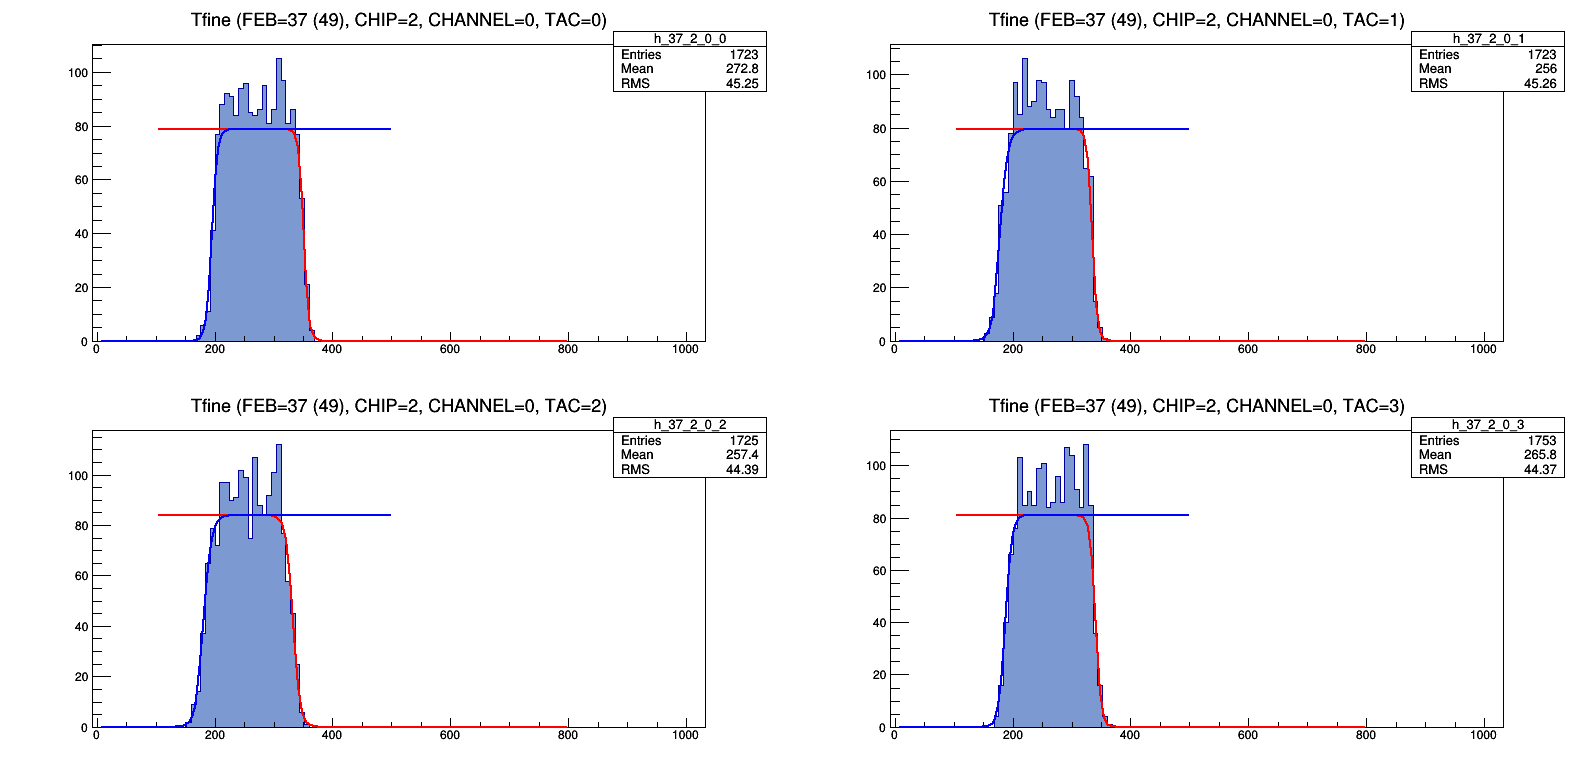 Tfine (FEB=37 (49), CHIP=2, CHANNEL=0, TAC=0)
h_37_2_0_0
Entries 1723
Mean 272.8
RMS 45.25
100
80
60
40
20
0
0 200 400 600 800 1000
Tfine (FEB=37 (49), CHIP=2, CHANNEL=0, TAC=1)
h_37_2_0_1
Entries 1723
Mean 256
RMS 45.26
100
80
60
40
20
0
0 200 400 600 800 1000
Tfine (FEB=37 (49), CHIP=2, CHANNEL=0, TAC=2)
h_37_2_0_2
Entries 1725
Mean 257.4
RMS 44.39
100
80
60
40
20
0
0 200 400 600 800 1000
Tfine (FEB=37 (49), CHIP=2, CHANNEL=0, TAC=3)
h_37_2_0_3
Entries 1753
Mean 265.8
RMS 44.37
100
80
60
40
20
0
0 200 400 600 800 1000